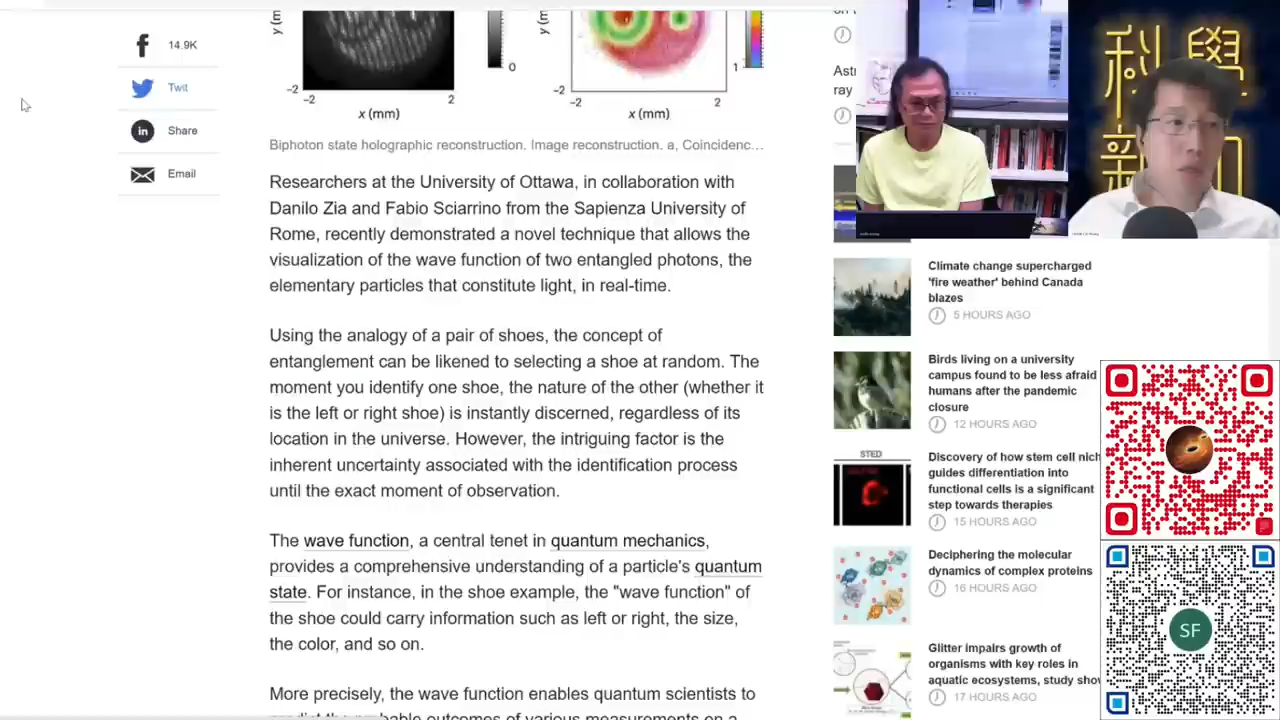 14.9K
Twit
in
Share
Email
−2
−2
2
x (mm)
0
−2
−2
2
x (mm)
1
Biphoton state holographic reconstruction. Image reconstruction. a, Coincidenc...
Researchers at the University of Ottawa, in collaboration with
Danilo Zia and Fabio Sciarrino from the Sapienza University of
Rome, recently demonstrated a novel technique that allows the
visualization of the wave function of two entangled photons, the
elementary particles that constitute light, in real-time.
Using the analogy of a pair of shoes, the concept of
entanglement can be likened to selecting a shoe at random. The
moment you identify one shoe, the nature of the other (whether it
is the left or right shoe) is instantly discerned, regardless of its
location in the universe. However, the intriguing factor is the
inherent uncertainty associated with the identification process
until the exact moment of observation.
The wave function, a central tenet in quantum mechanics,
provides a comprehensive understanding of a particle's quantum
state. For instance, in the shoe example, the "wave function" of
the shoe could carry information such as left or right, the size,
the color, and so on.
More precisely, the wave function enables quantum scientists to
Astr
ray
科學
新
Climate change supercharged
'fire weather' behind Canada
blazes
5 HOURS AGO
Birds living on a university
campus found to be less afraid
humans after the pandemic
closure
12 HOURS AGO
STED
Discovery of how stem cell nich
guides differentiation into
functional cells is a significant
step towards therapies
15 HOURS AGO
Deciphering the molecular
dynamics of complex proteins
16 HOURS AGO
Glitter impairs growth of
organisms with key roles in
aquatic ecosystems, study show
17 HOURS AGO
SF